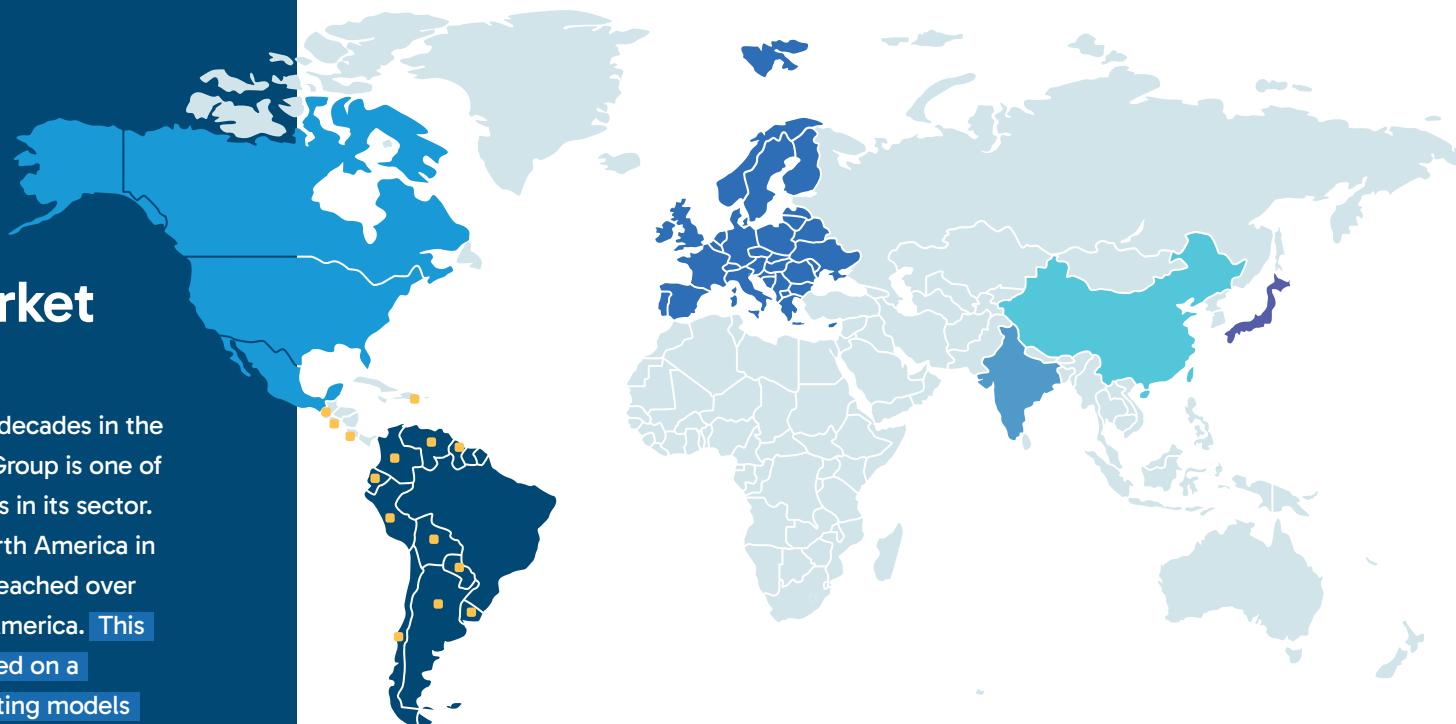 rket
decades in the
Group is one of
s in its sector.
rth America in
eached over
merica. This
ed on a
ting models